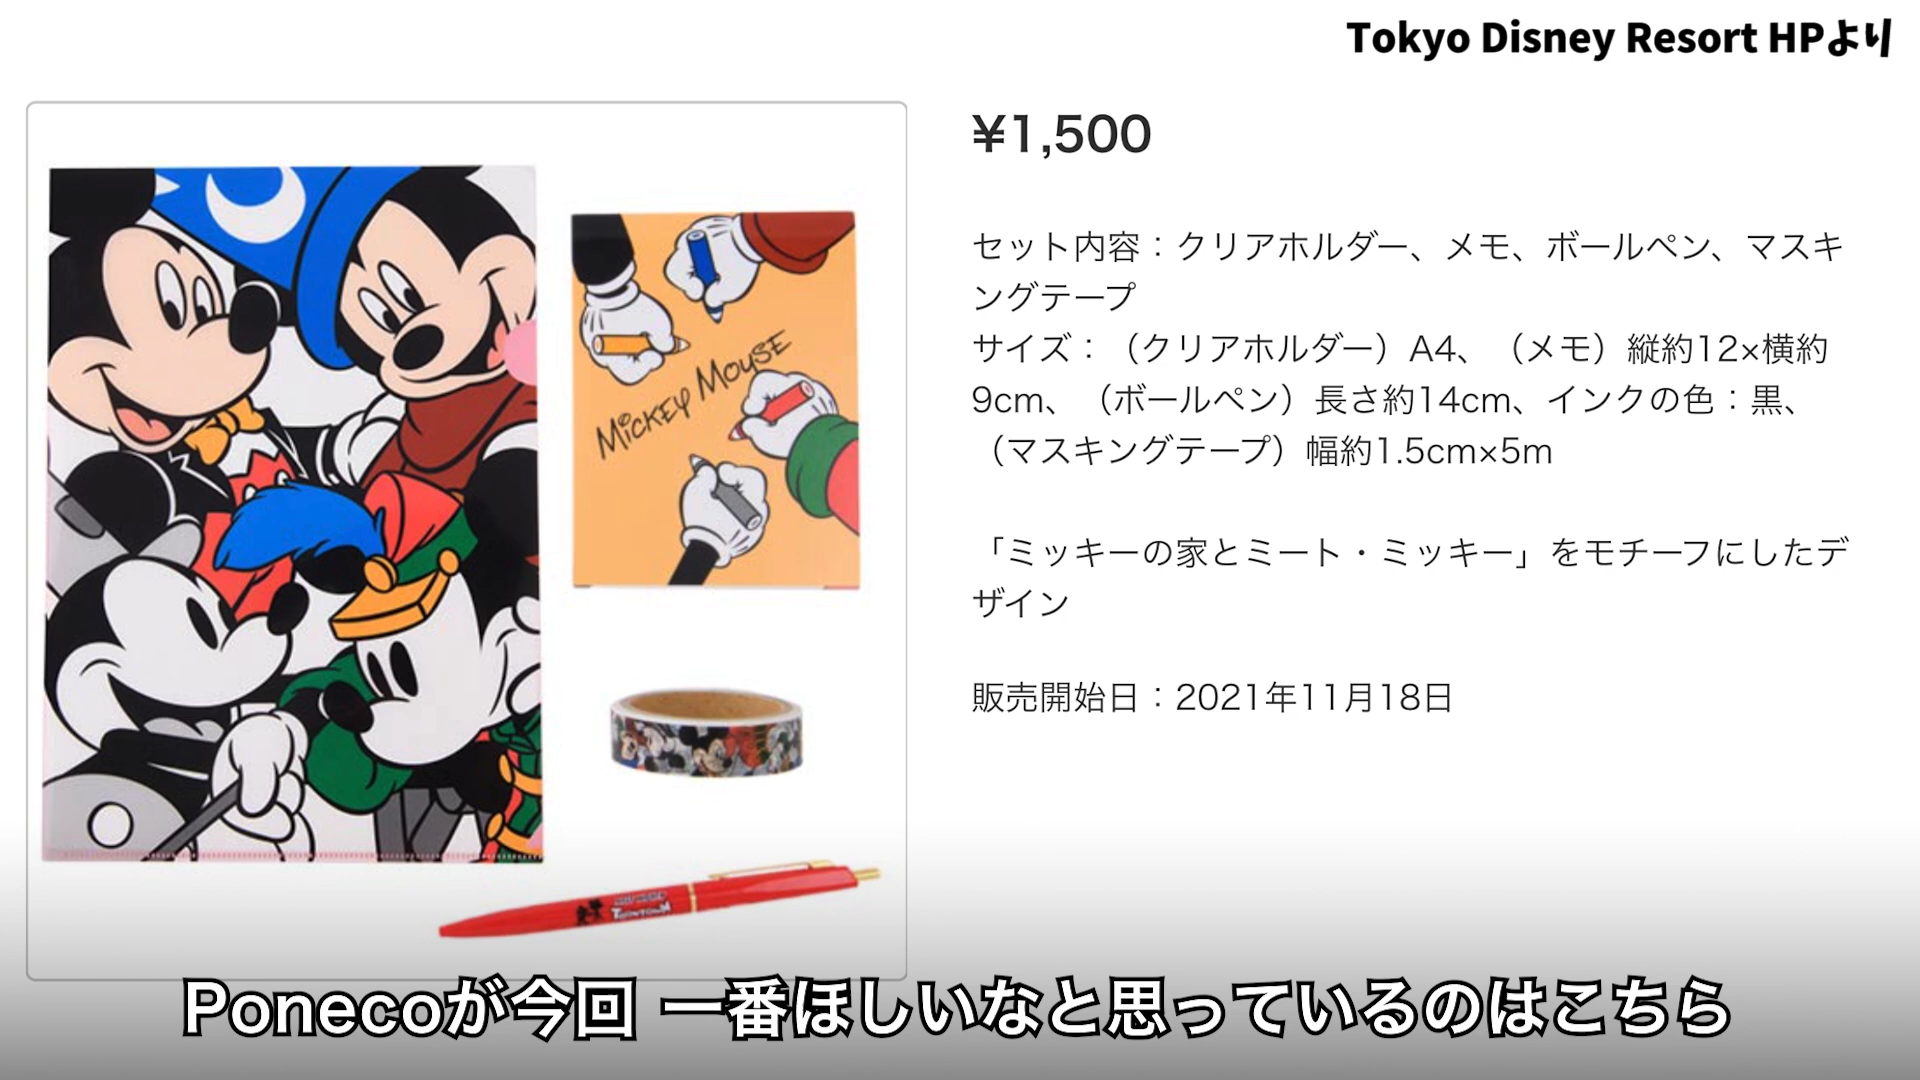 Tokyo Disney Resort HPより
¥1,500
セット内容：クリアホルダー、メモ、ボールペン、マスキ
ングテープ
サイズ：（クリアホルダー）A4、（メモ）縦約12×横約
9cm、（ボールペン）長さ約14cm、インクの色：黒、
（マスキングテープ）幅約1.5cm×5m
「ミッキーの家とミート・ミッキー」をモチーフにしたデ
ザイン
販売開始日：2021年11月18日
MICKEY MOUSE
TOONTOWN
Ponecoが今回 一番ほしいなと思っているのはこちら